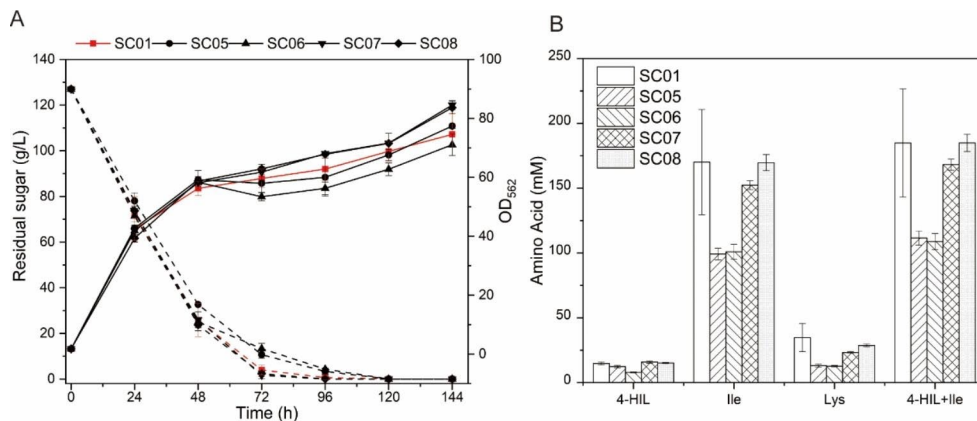 A
SC01 SC05 SC06 SC07 SC08
Residual sugar (g/L)
140
120
100
80
60
40
20
0
0 24 48 72 96 120 144
Time (h)
100
80
60
40
20
0
OD562
B
Amino Acid (mM)
250
200
150
100
50
0
SC01
SC05
SC06
SC07
SC08
4-HIL Ile Lys 4-HIL+Ile